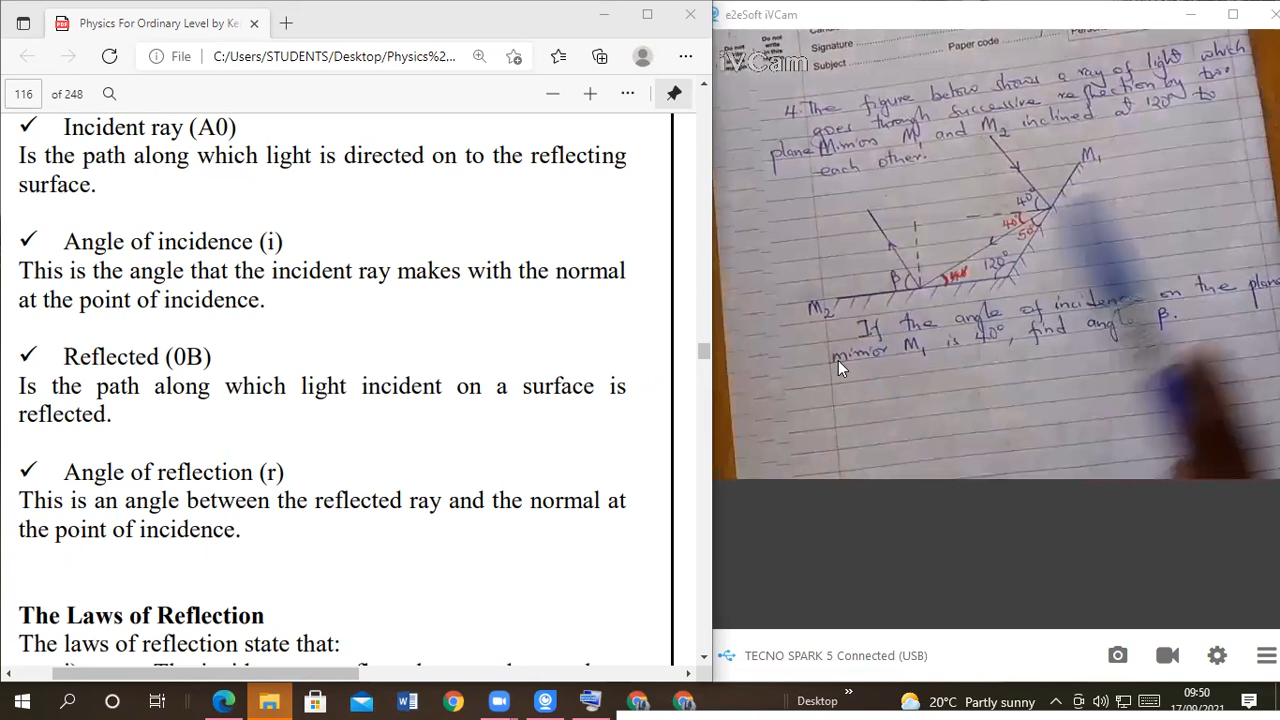 Physics For Ordinary Level by Ke
File C:/Users/STUDENTS/Desktop/Physics%2...
116 of 248
✓ Incident ray (A0)
Is the path along which light is directed on to the reflecting
surface.
✓ Angle of incidence (i)
This is the angle that the incident ray makes with the normal
at the point of incidence.
✓ Reflected (0B)
Is the path along which light incident on a surface is
reflected.
✓ Angle of reflection (r)
This is an angle between the reflected ray and the normal at
the point of incidence.
The Laws of Reflection
The laws of reflection state that:
e2eSoft iVCam
iVCam
Signature
Paper code
Subject
4. The figure below shows a ray of light which
goes through successive reflection by two
plane Mirrors M and M2 inclined at 120° to
each other.
M1
40°
40°
50°
120°
β
M2
If the angle of incidence on the plane
mirror M1 is 40°, find angle β.
TECNO SPARK 5 Connected (USB)
Desktop
20°C Partly sunny
09:50
17/09/2021